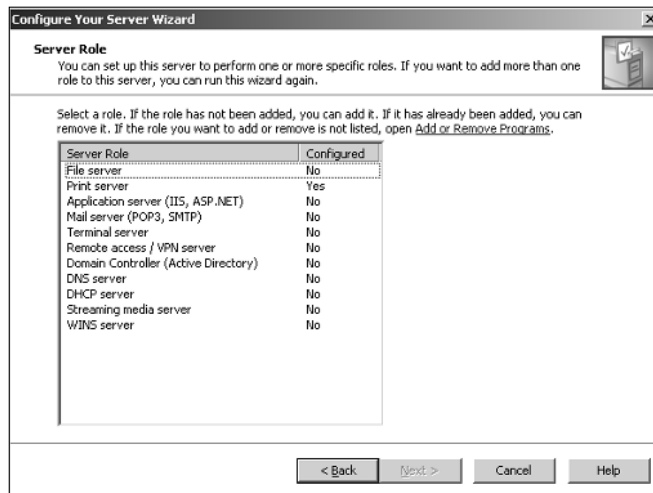 Configure Your Server Wizard
Server Role
You can set up this server to perform one or more specific roles. If you want to add more than one
role to this server, you can run this wizard again.
Select a role. If the role has not been added, you can add it. If it has already been added, you can
remove it. If the role you want to add or remove is not listed, open Add or Remove Programs.
Server Role Configured
File server No
Print server Yes
Application server (IIS, ASP.NET) No
Mail server (POP3, SMTP) No
Terminal server No
Remote access / VPN server No
Domain Controller (Active Directory) No
DNS server No
DHCP server No
Streaming media server No
WINS server No
< Back Next > Cancel Help